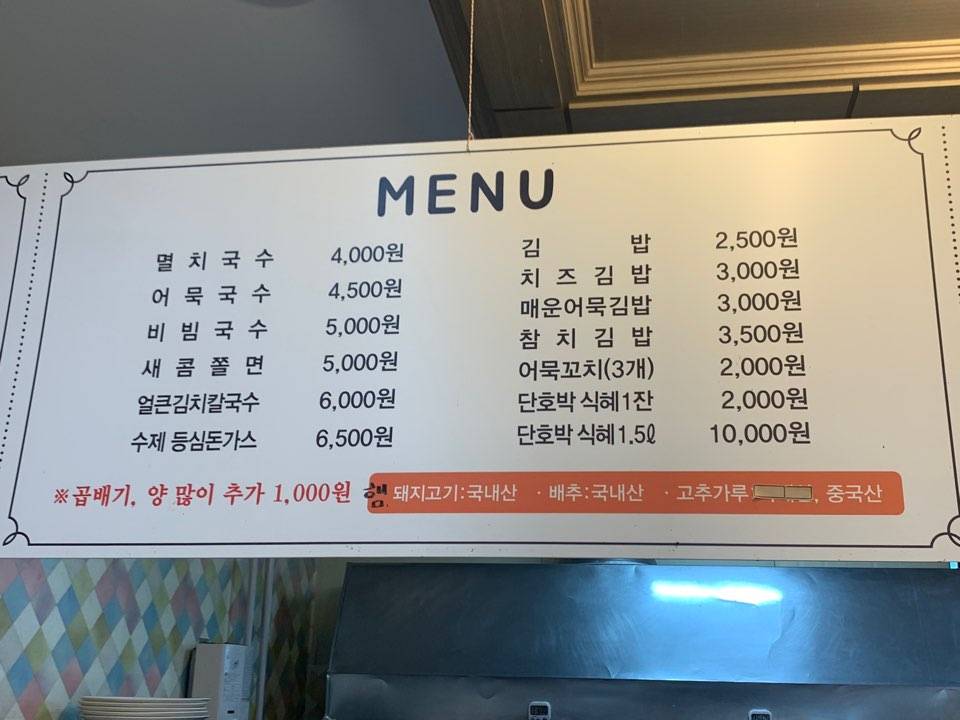 MENU
멸치국수 4,000원
어묵국수 4,500원
비빔국수 5,000원
새콤쫄면 5,000원
얼큰김치칼국수 6,000원
수제 등심돈가스 6,500원
김밥 2,500원
치즈김밥 3,000원
매운어묵김밥 3,000원
참치김밥 3,500원
어묵꼬치(3개) 2,000원
단호박 식혜1잔 2,000원
단호박 식혜1.5ℓ 10,000원
※곱배기, 양 많이 추가 1,000원 햄 돼지고기:국내산 ·배추:국내산 ·고추가루 , 중국산